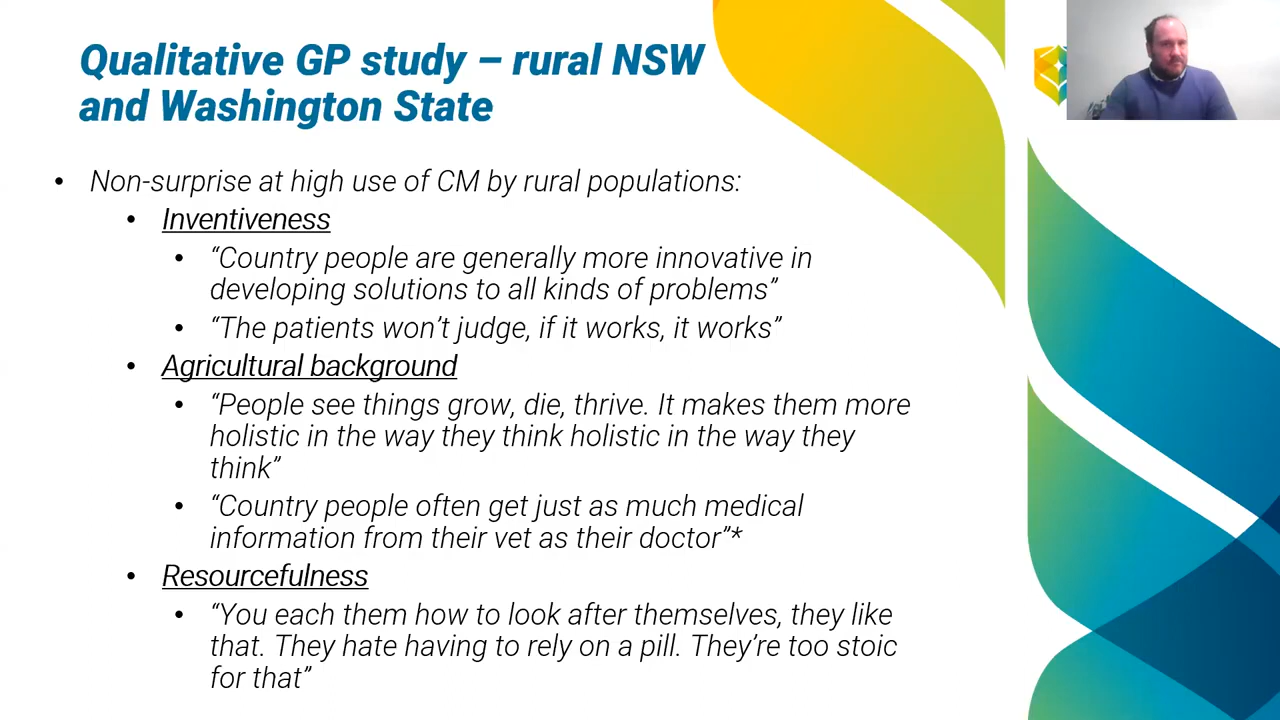 Qualitative GP study – rural NSW
and Washington State
• Non-surprise at high use of CM by rural populations:
• Inventiveness
• “Country people are generally more innovative in
developing solutions to all kinds of problems”
• “The patients won’t judge, if it works, it works”
• Agricultural background
• “People see things grow, die, thrive. It makes them more
holistic in the way they think holistic in the way they
think”
• “Country people often get just as much medical
information from their vet as their doctor”*
• Resourcefulness
• “You each them how to look after themselves, they like
that. They hate having to rely on a pill. They’re too stoic
for that”